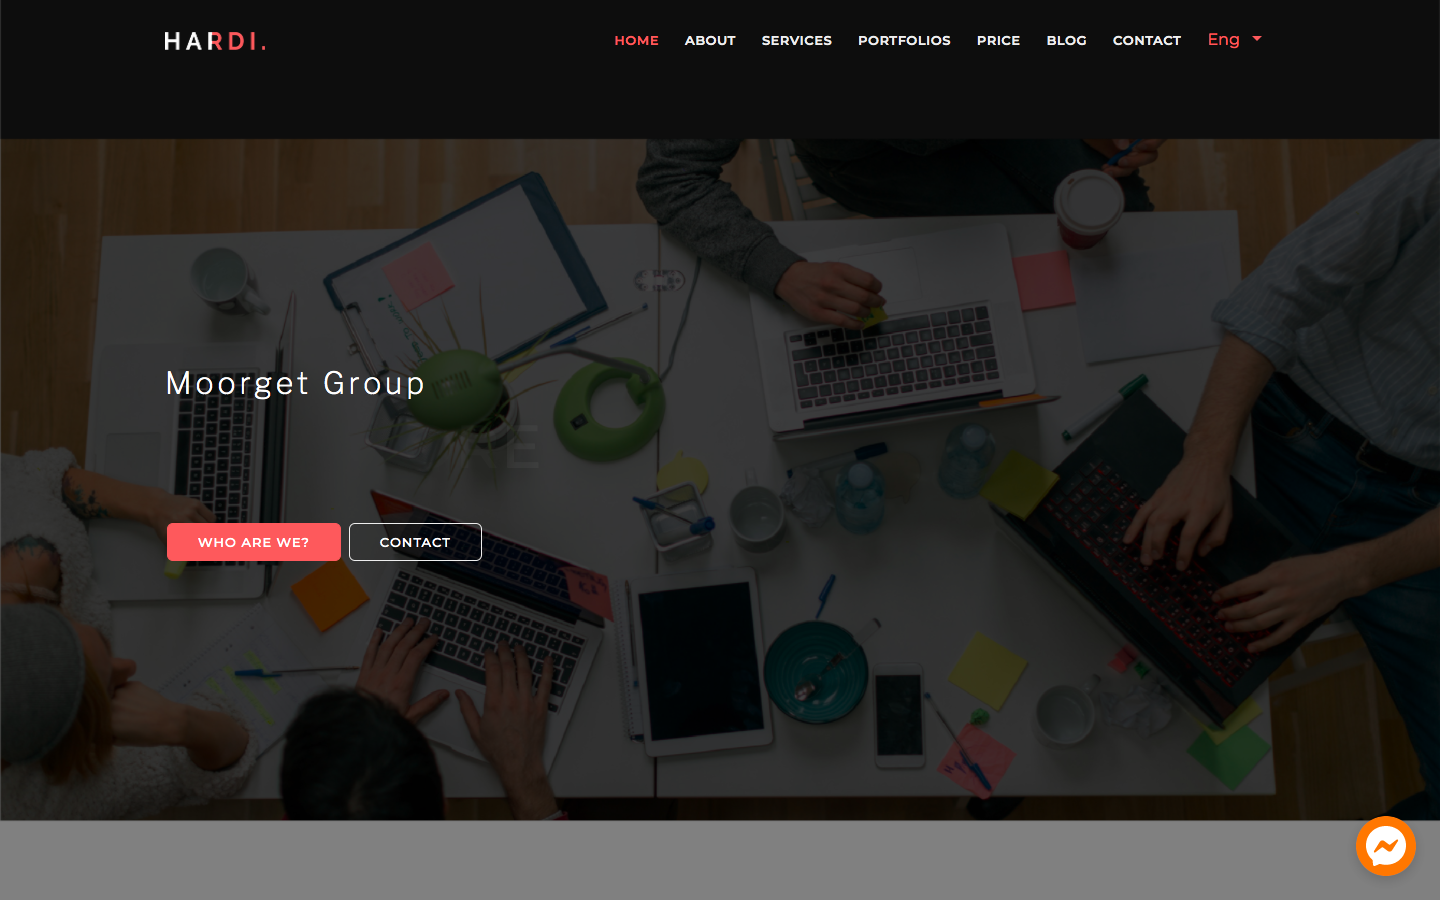 HARDI.
HOME ABOUT SERVICES PORTFOLIOS PRICE BLOG CONTACT Eng
Moorget Group
E
WHO ARE WE? CONTACT